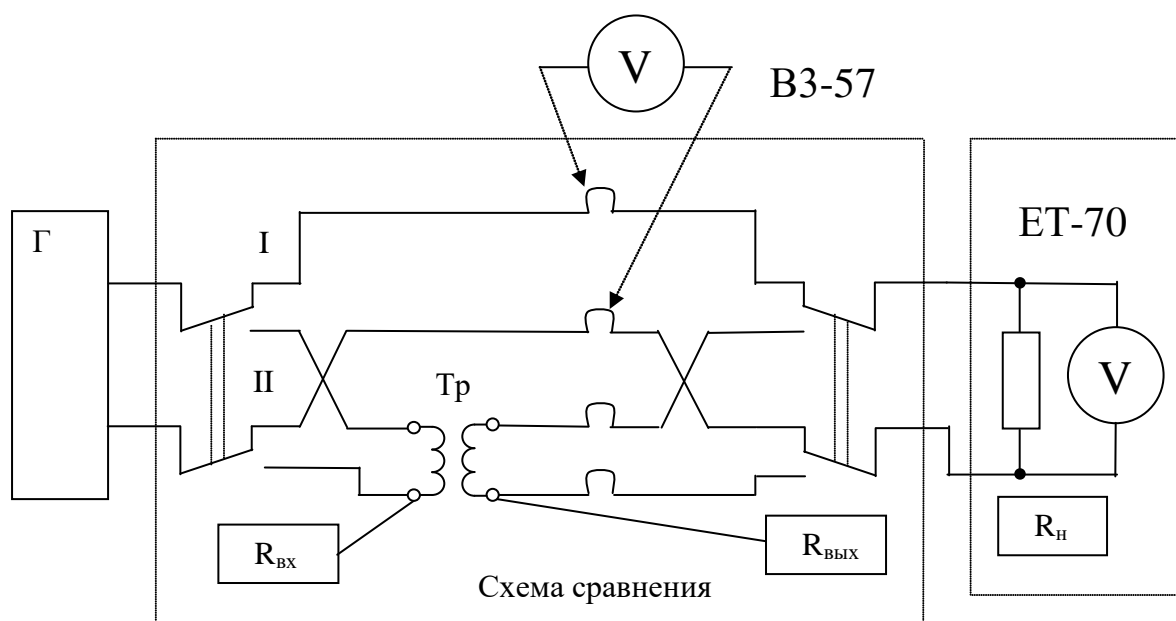 V
В3-57
Г
I
ЕТ-70
II
Тр
V
Rвх
Rвых
Rн
Схема сравнения